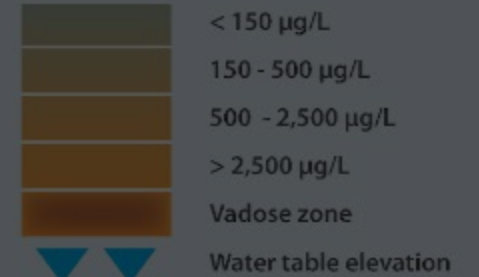 < 150 µg/L
150 - 500 µg/L
500 - 2,500 µg/L
> 2,500 µg/L
Vadose zone
Water table elevation